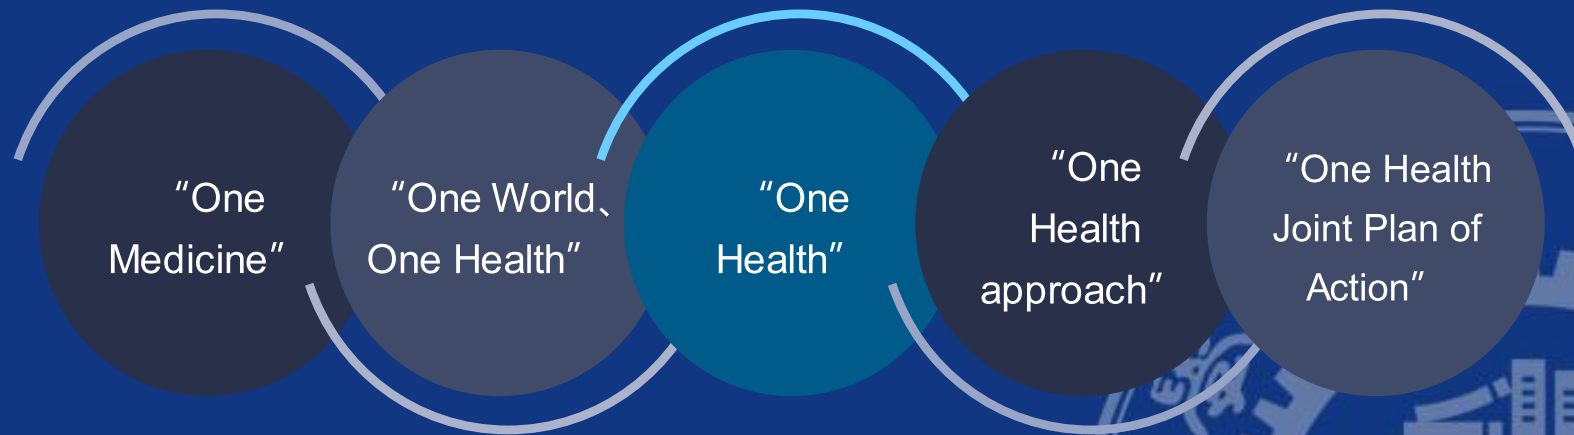 “One
Medicine”
“One World、
One Health”
“One
Health”
“One
Health
approach”
“One Health
Joint Plan of
Action”